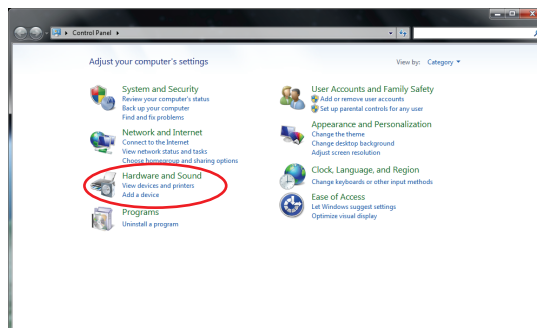 Control Panel
Adjust your computer's settings
View by: Category
System and Security
Review your computer's status
Back up your computer
Find and fix problems
Network and Internet
Connect to the Internet
View network status and tasks
Choose homegroup and sharing options
Hardware and Sound
View devices and printers
Add a device
Programs
Uninstall a program
User Accounts and Family Safety
Add or remove user accounts
Set up parental controls for any user
Appearance and Personalization
Change the theme
Change desktop background
Adjust screen resolution
Clock, Language, and Region
Change keyboards or other input methods
Ease of Access
Let Windows suggest settings
Optimize visual display